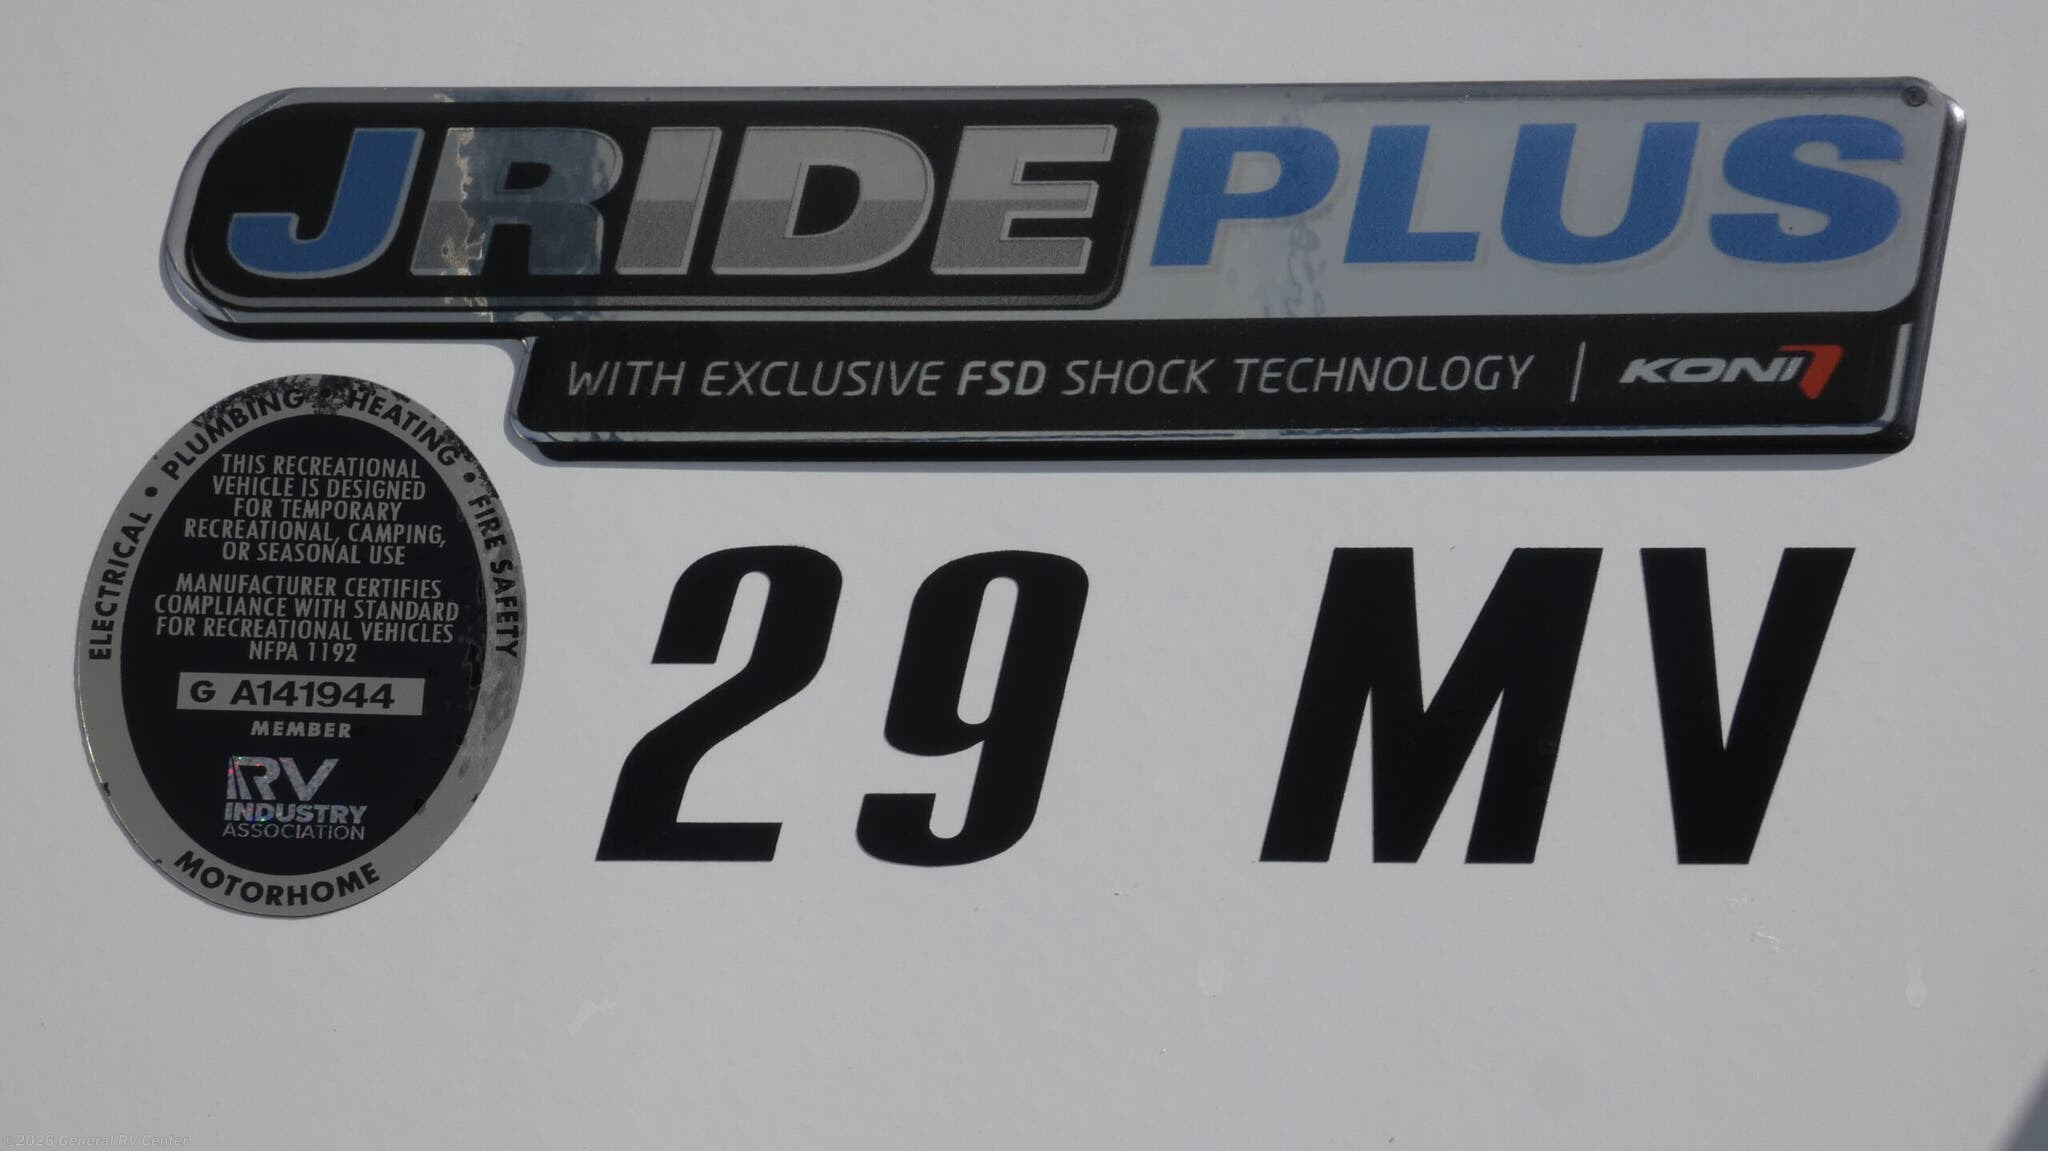 JRIDEPLUS
WITH EXCLUSIVE FSD SHOCK TECHNOLOGY | KONI
ELECTRICAL • PLUMBING • HEATING • FIRE SAFETY
THIS RECREATIONAL
VEHICLE IS DESIGNED
FOR TEMPORARY
RECREATIONAL, CAMPING,
OR SEASONAL USE
MANUFACTURER CERTIFIES
COMPLIANCE WITH STANDARD
FOR RECREATIONAL VEHICLES
NFPA 1192
G A141944
MEMBER
RV
INDUSTRY
ASSOCIATION
MOTORHOME
29 MV
©2026 General RV Center